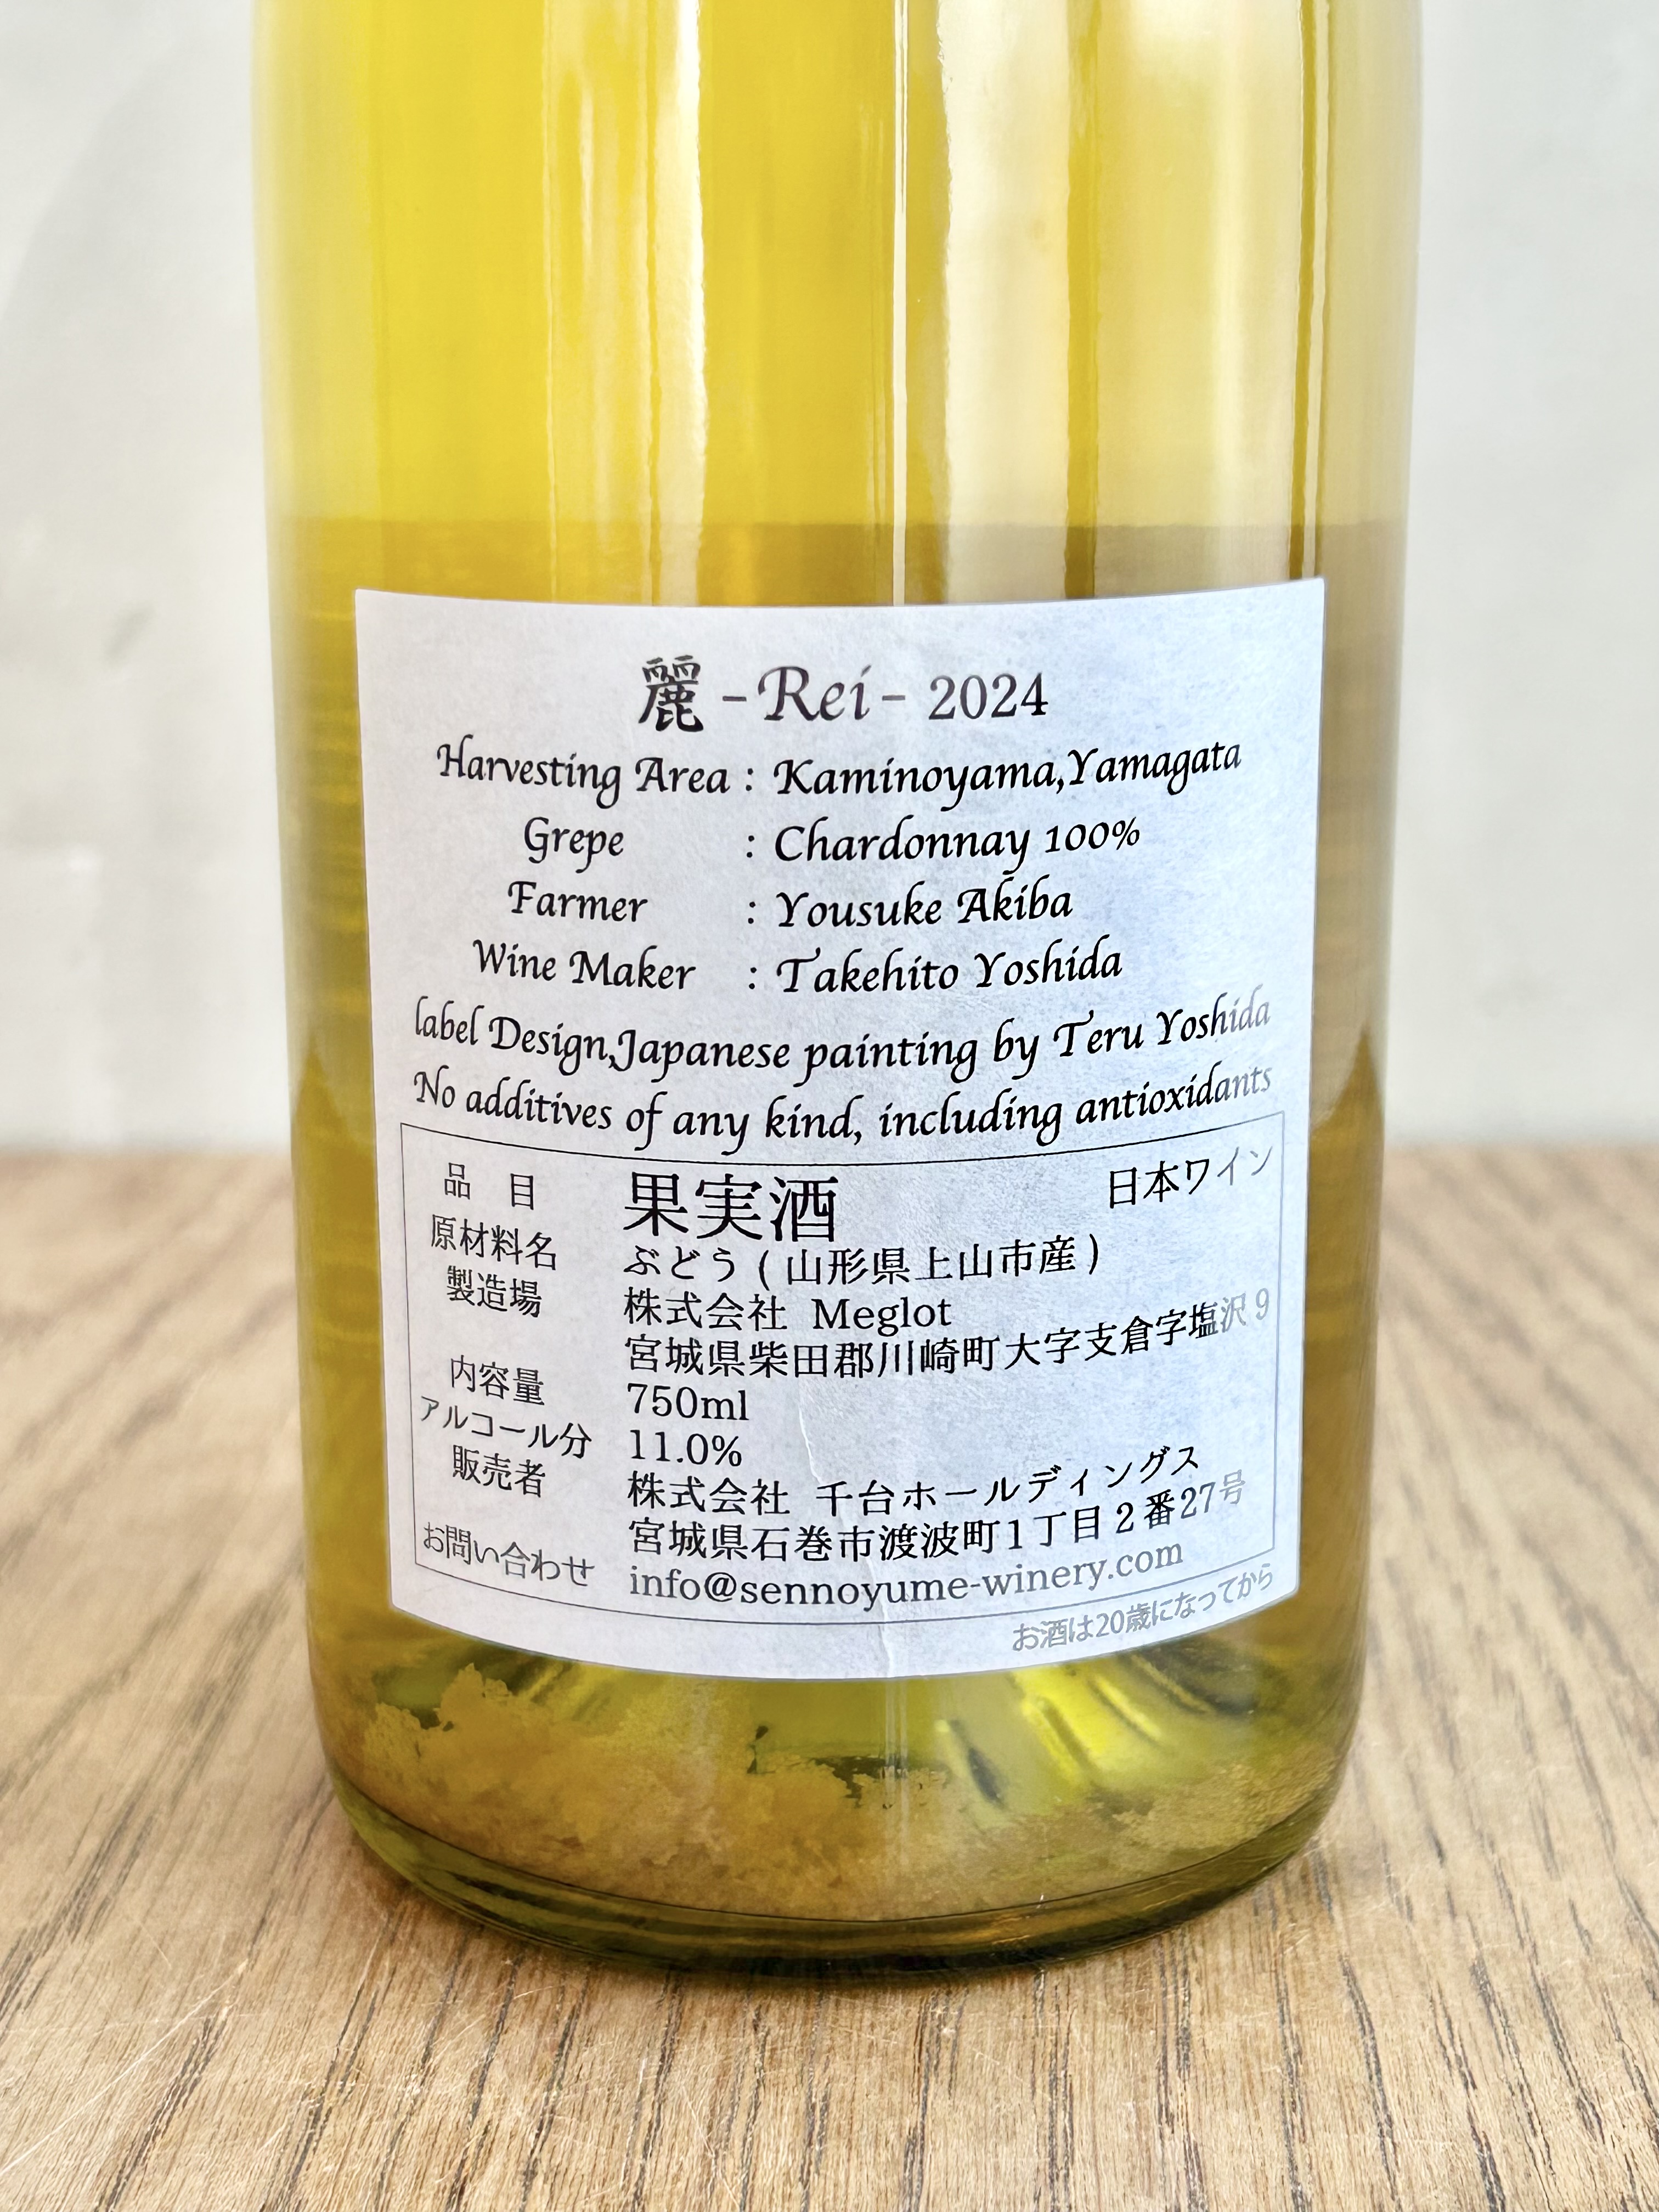 麗 -Rei- 2024
Harvesting Area : Kaminoyama,Yamagata
Grepe : Chardonnay 100%
Farmer : Yousuke Akiba
Wine Maker : Takehito Yoshida
label Design,Japanese painting by Teru Yoshida
No additives of any kind, including antioxidants
品 目 果実酒 日本ワイン
原材料名 ぶどう ( 山形県上山市産 )
製造場 株式会社 Meglot
宮城県柴田郡川崎町大字支倉字塩沢 9
内容量 750ml
アルコール分 11.0%
販売者 株式会社 千台ホールディングス
宮城県石巻市渡波町1丁目2番27号
お問い合わせ info@sennoyume-winery.com
お酒は20歳になってから